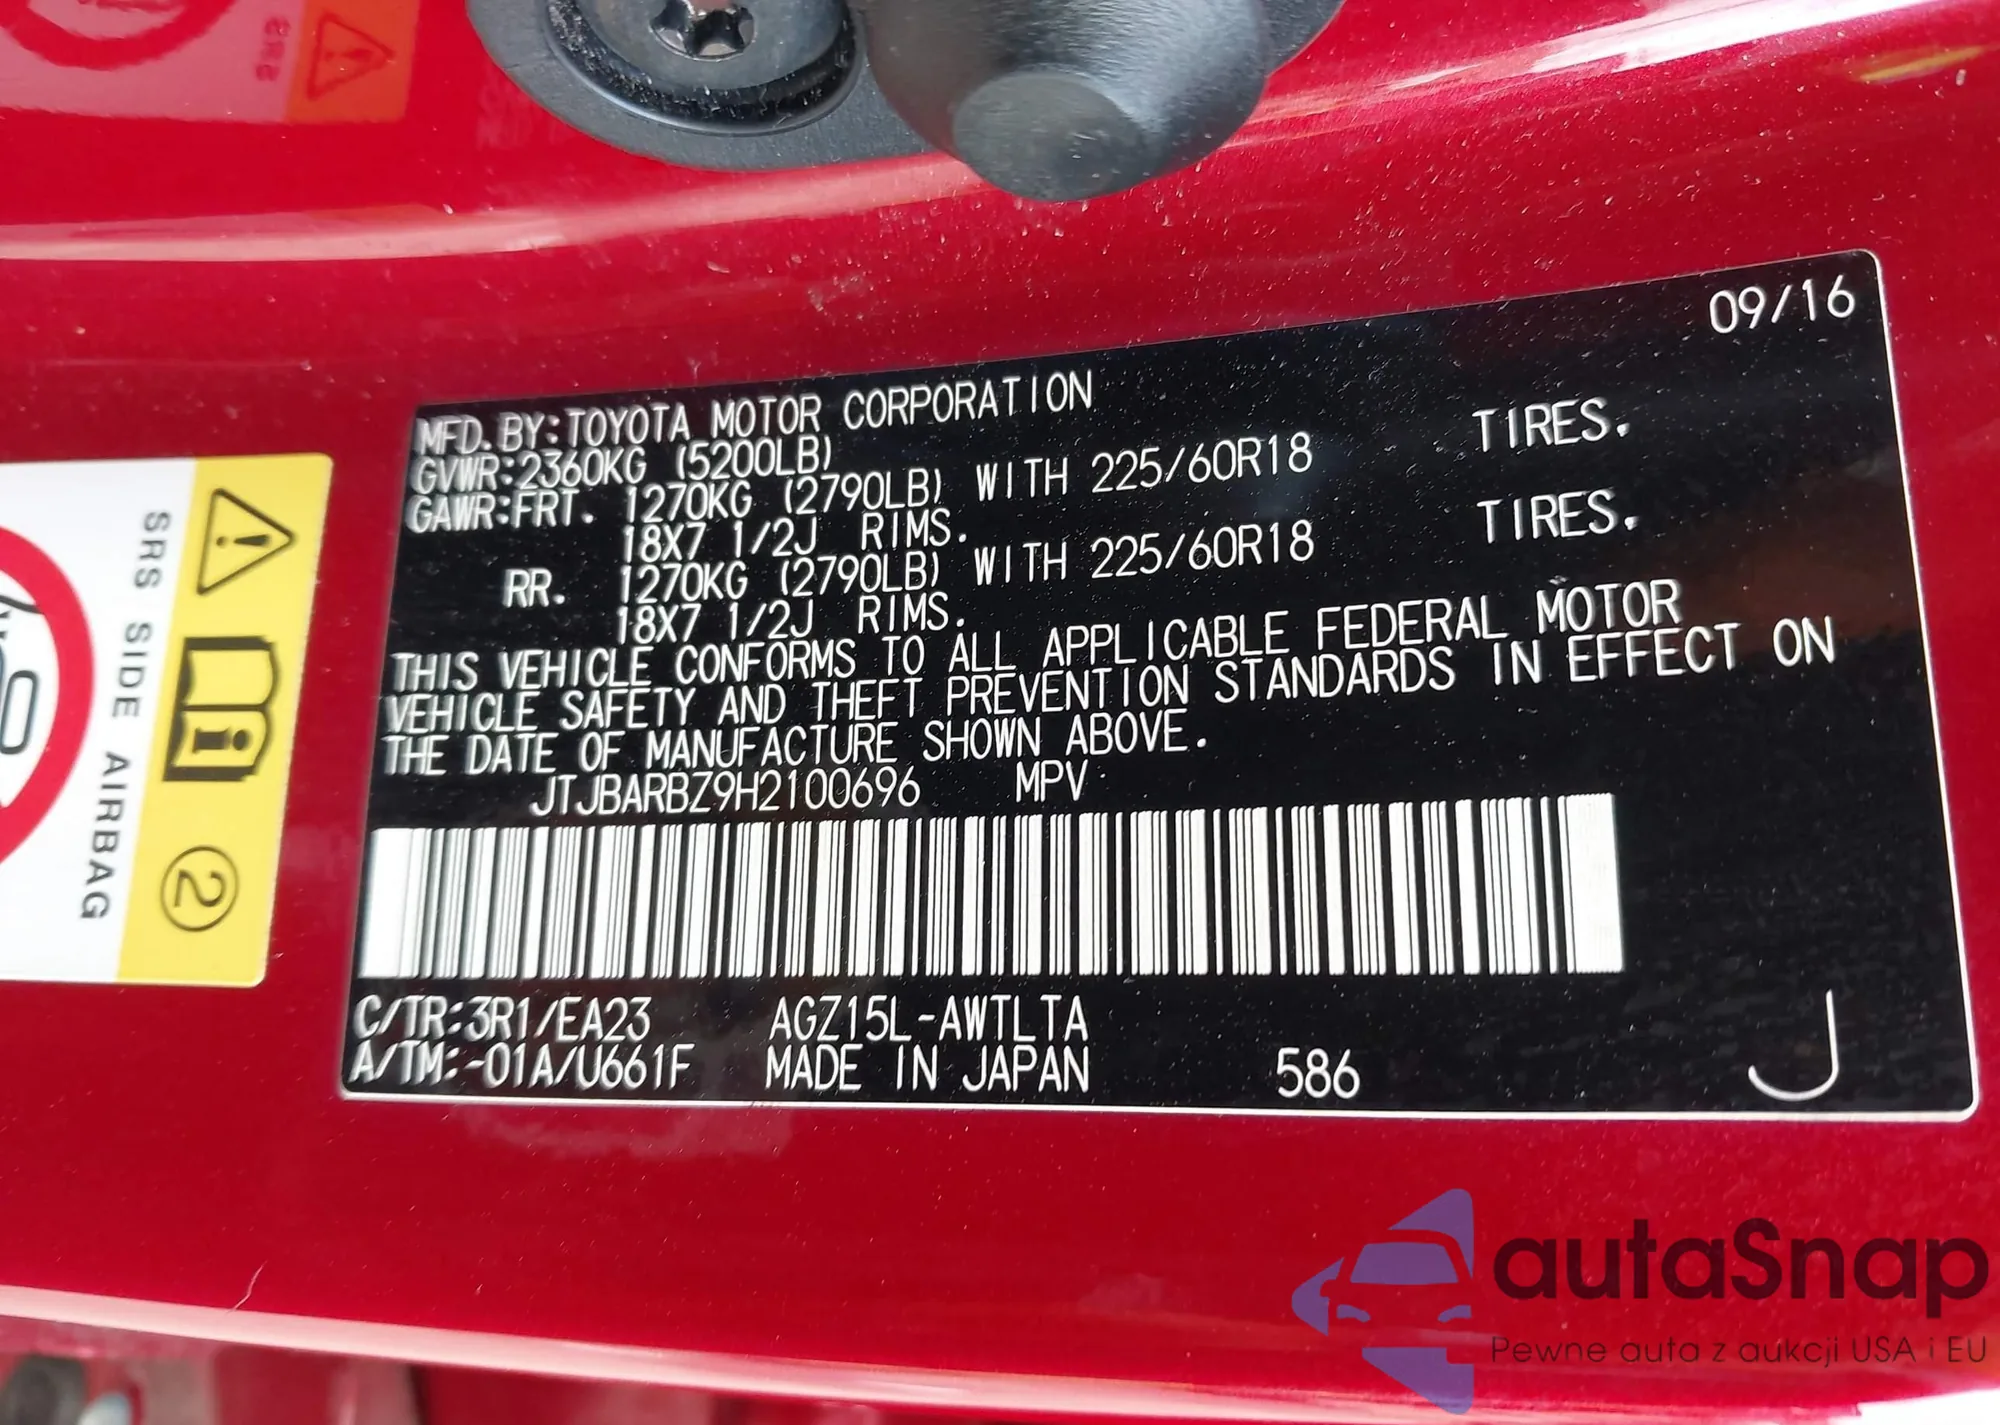 09/16
MFD. BY: TOYOTA MOTOR CORPORATION
GVWR: 2360KG (5200LB)
GAWR: FRT. 1270KG (2790LB) WITH 225/60R18 TIRES.
18X7 1/2J RIMS.
RR. 1270KG (2790LB) WITH 225/60R18 TIRES.
18X7 1/2J RIMS.
THIS VEHICLE CONFORMS TO ALL APPLICABLE FEDERAL MOTOR
VEHICLE SAFETY AND THEFT PREVENTION STANDARDS IN EFFECT ON
THE DATE OF MANUFACTURE SHOWN ABOVE.
JTJBARBZ9H2100696 MPV
C/TR: 3R1/EA23 AGZ15L-AWTLTA
A/TM: -01A/U661F MADE IN JAPAN 586 J
SRS SIDE AIRBAG
2
SRS
autaSnap
Pewne auta z aukcji USA i EU